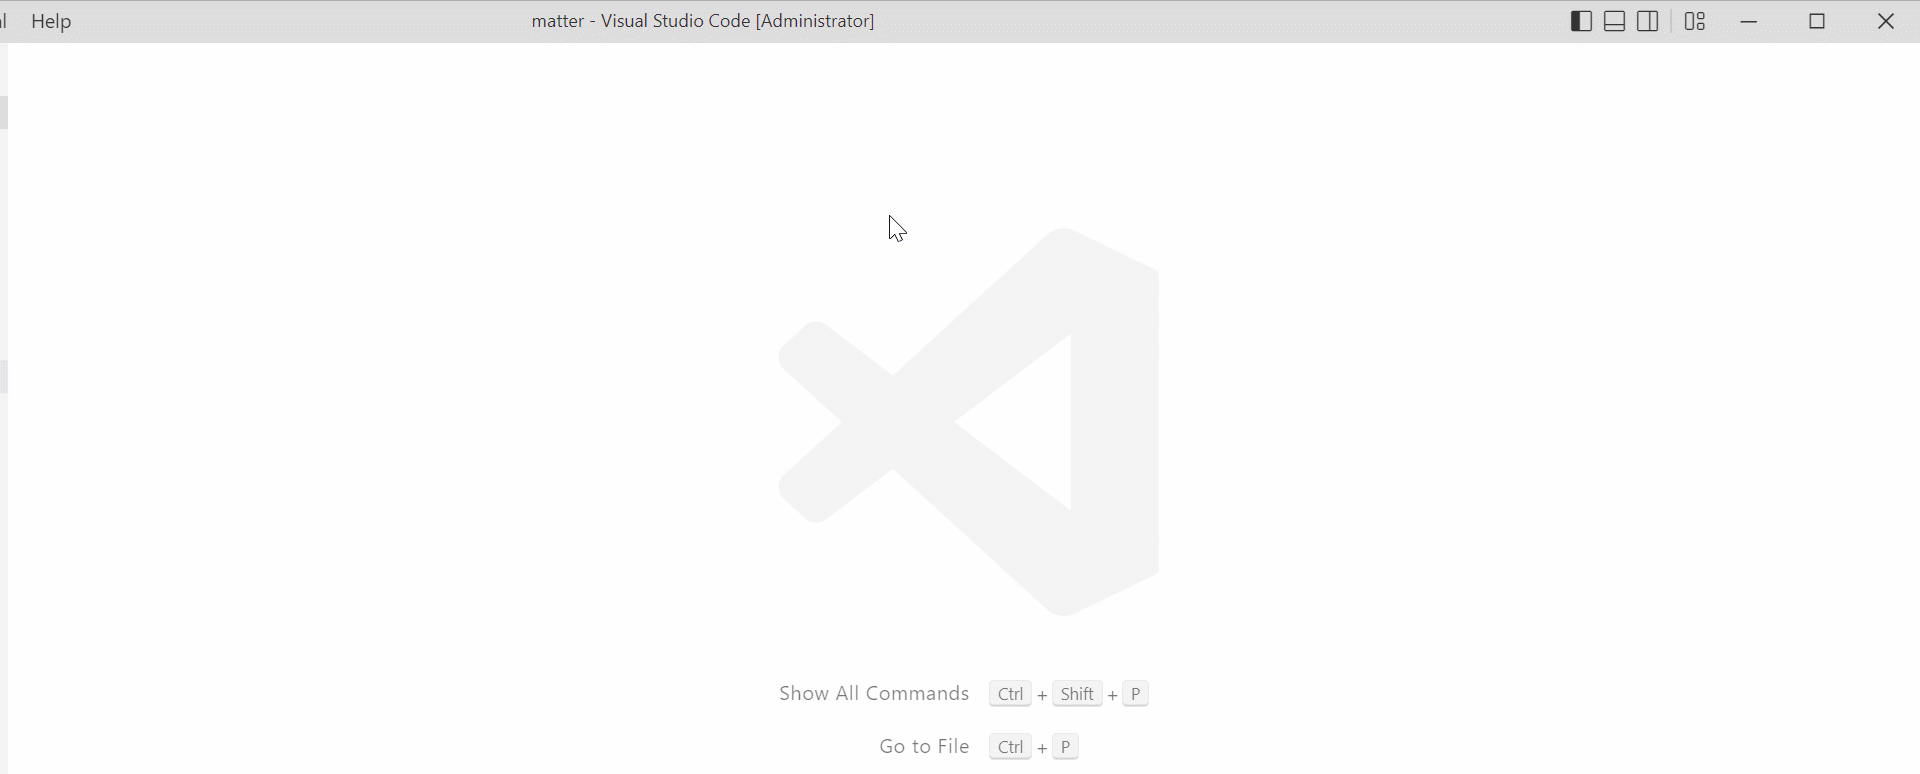 l Help matter - Visual Studio Code [Administrator]
Show All Commands Ctrl + Shift + P
Go to File Ctrl + P